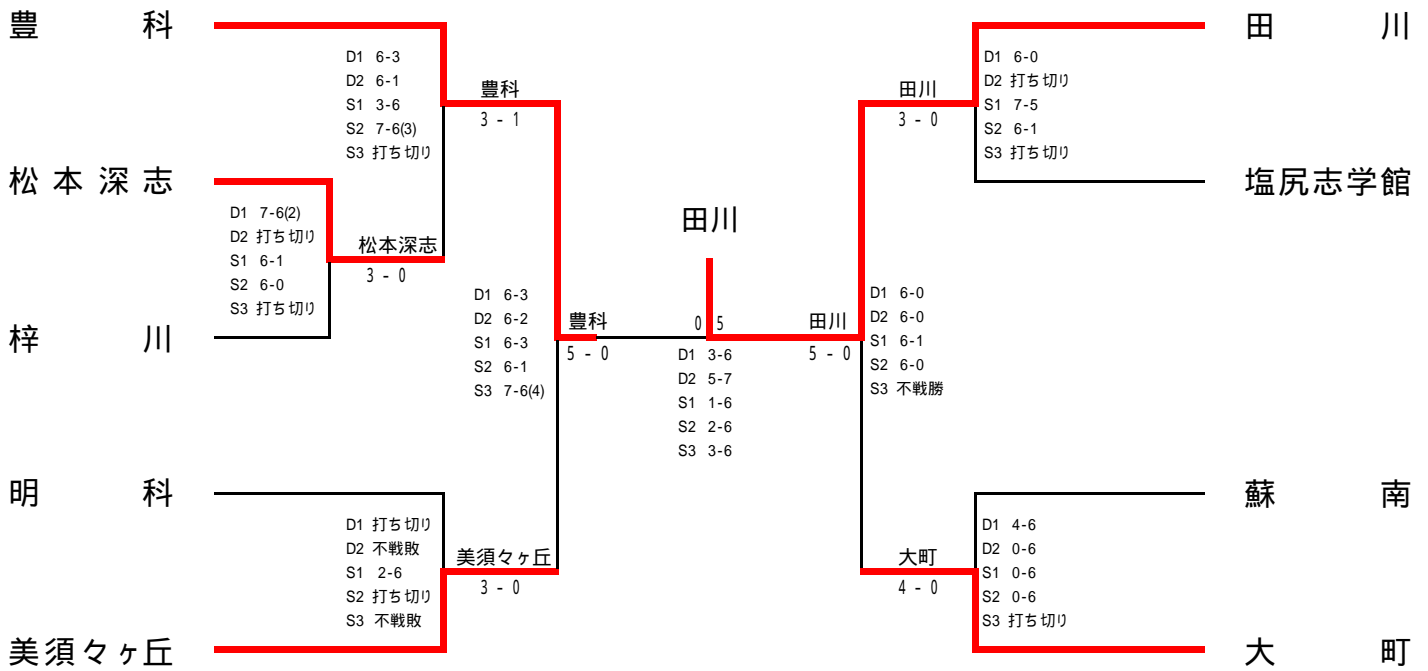 豊科
D1 6-3
D2 6-1
S1 3-6
S2 7-6(3)
S3 打ち切り
豊科
3 - 1
松本深志
D1 7-6(2)
D2 打ち切り
S1 6-1
S2 6-0
S3 打ち切り
松本深志
3 - 0
梓川
D1 6-3
D2 6-2
S1 6-3
S2 6-1
S3 7-6(4)
豊科
5 - 0
明科
D1 打ち切り
D2 不戦敗
S1 2-6
S2 打ち切り
S3 不戦敗
美須々ヶ丘
3 - 0
美須々ヶ丘
田川
0 5
D1 3-6
D2 5-7
S1 1-6
S2 2-6
S3 3-6
田川
D1 6-0
D2 打ち切り
S1 7-5
S2 6-1
S3 打ち切り
田川
3 - 0
塩尻志学館
田川
5 - 0
D1 6-0
D2 6-0
S1 6-1
S2 6-0
S3 不戦勝
蘇南
D1 4-6
D2 0-6
S1 0-6
S2 0-6
S3 打ち切り
大町
4 - 0
大町